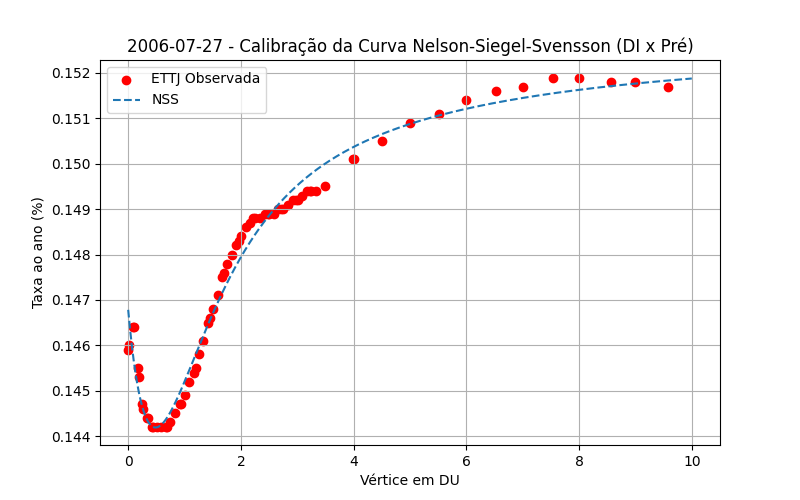 2006-07-27 - Calibração da Curva Nelson-Siegel-Svensson (DI x Pré)
ETTJ Observada
NSS
0.152
0.151
0.150
0.149
0.148
0.147
0.146
0.145
0.144
Taxa ao ano (%)
0 2 4 6 8 10
Vértice em DU